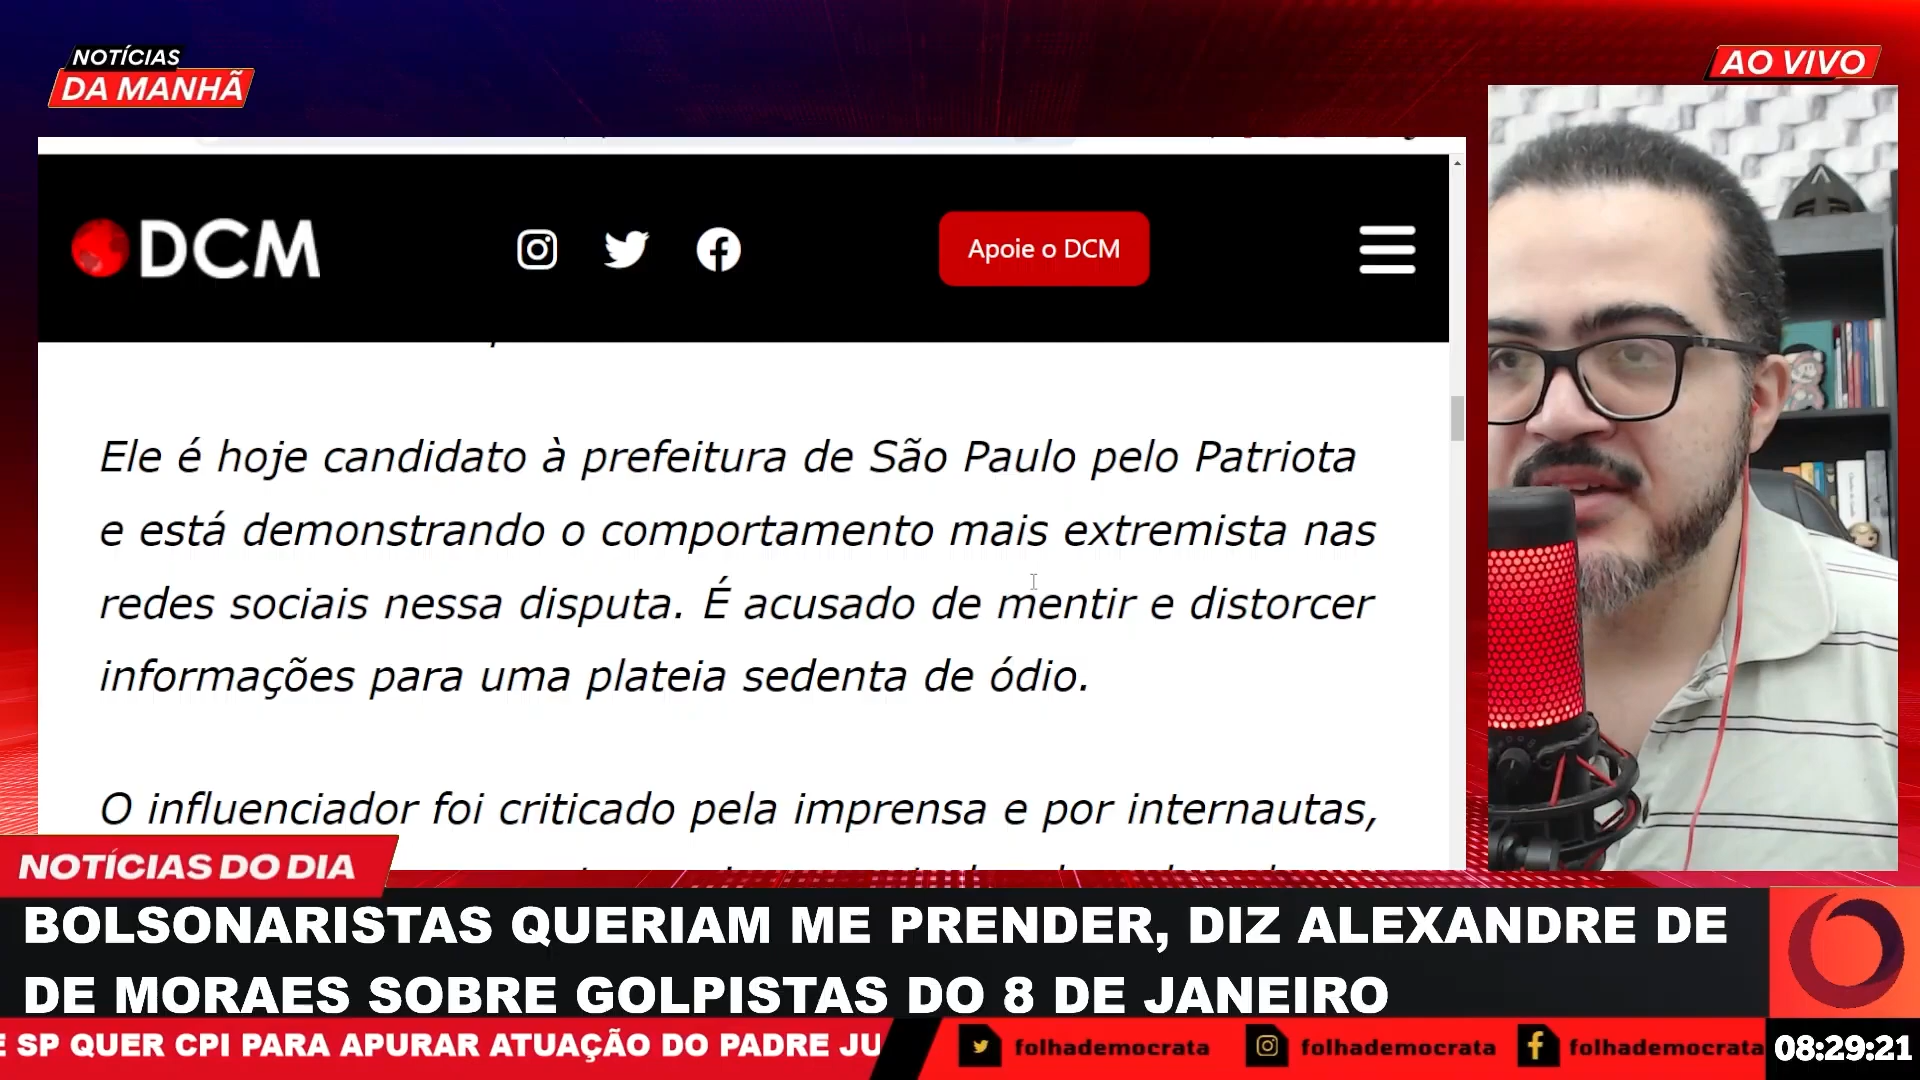 NOTÍCIAS
DA MANHÃ
AO VIVO
DCM
Apoie o DCM
Ele é hoje candidato à prefeitura de São Paulo pelo Patriota
e está demonstrando o comportamento mais extremista nas
redes sociais nessa disputa. É acusado de mentir e distorcer
informações para uma plateia sedenta de ódio.
O influenciador foi criticado pela imprensa e por internautas,
NOTÍCIAS DO DIA
BOLSONARISTAS QUERIAM ME PRENDER, DIZ ALEXANDRE DE
DE MORAES SOBRE GOLPISTAS DO 8 DE JANEIRO
E SP QUER CPI PARA APURAR ATUAÇÃO DO PADRE JU
folhademocrata
folhademocrata
folhademocrata
08:29:21